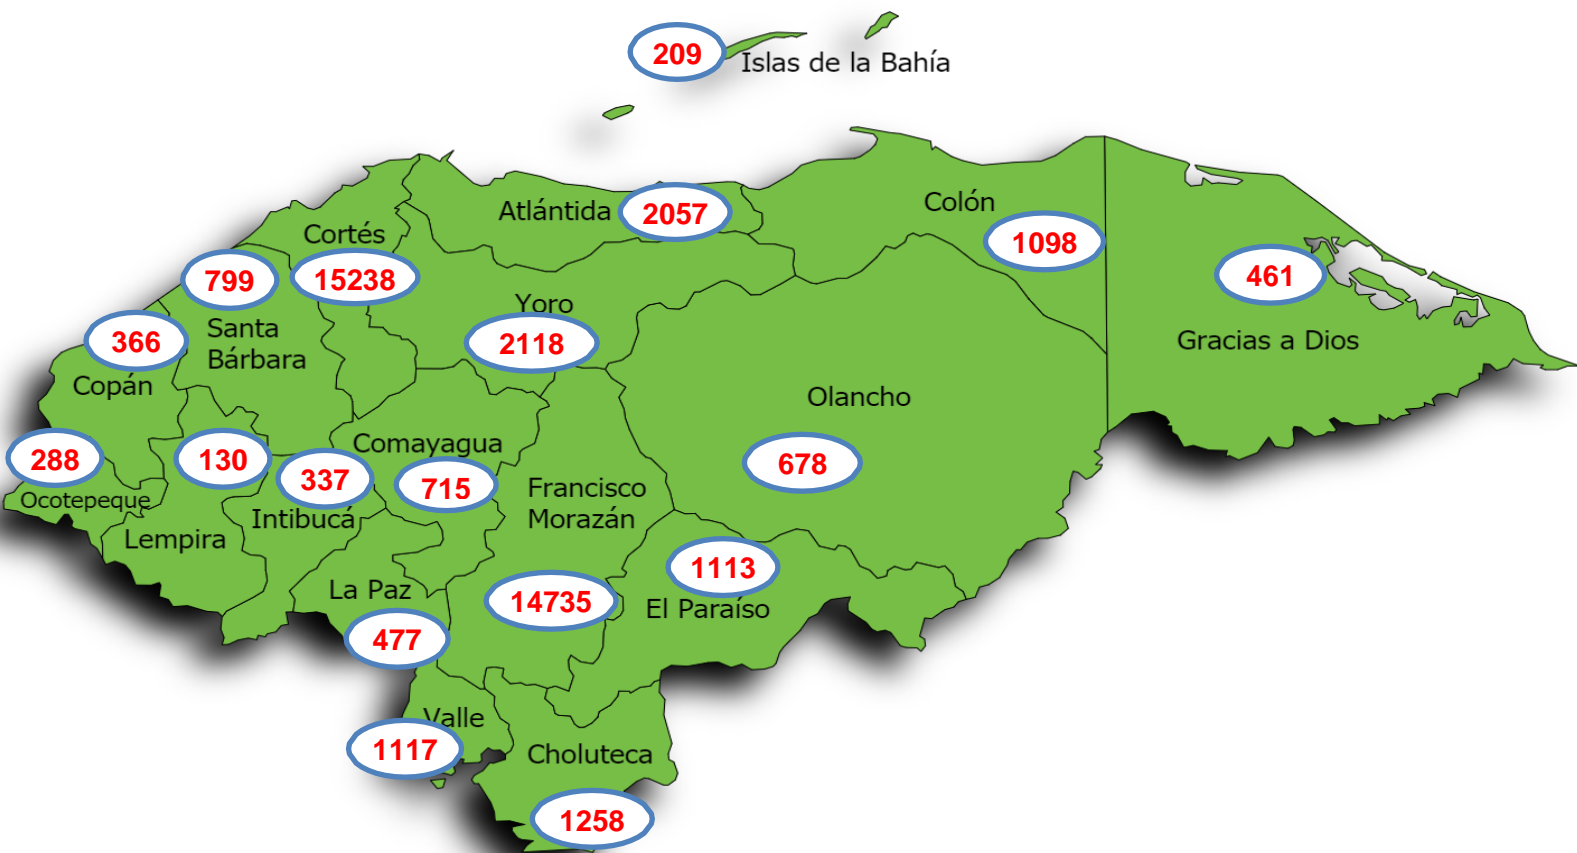 209
Islas de la Bahía
Atlántida
2057
Colón
1098
Cortés
15238
799
Santa
Bárbara
Yoro
2118
461
Gracias a Dios
366
Copán
Olancho
678
288
Ocotepeque
130
Lempira
337
Intibucá
Comayagua
715
Francisco
Morazán
14735
1113
El Paraíso
La Paz
477
Valle
1117
Choluteca
1258